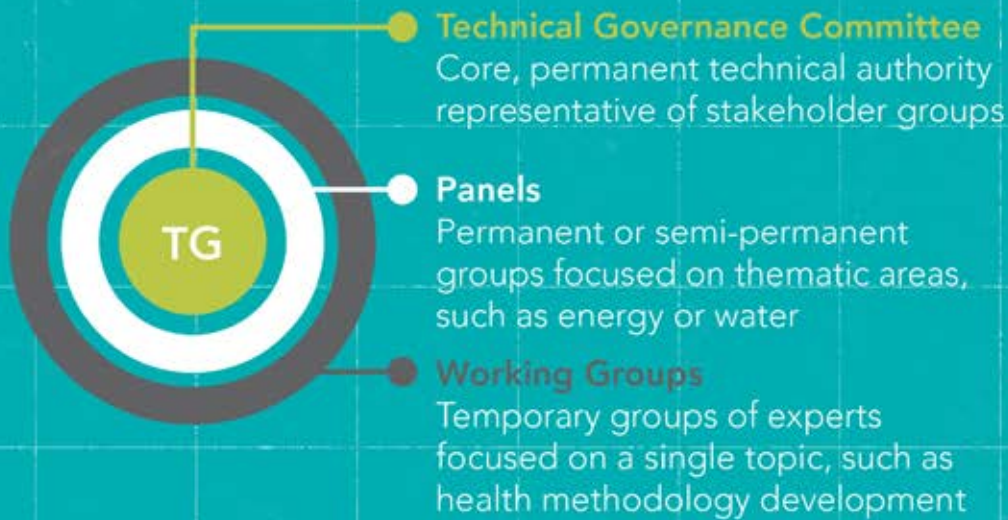 TG
Technical Governance Committee
Core, permanent technical authority
representative of stakeholder groups
Panels
Permanent or semi-permanent
groups focused on thematic areas,
such as energy or water
Working Groups
Temporary groups of experts
focused on a single topic, such as
health methodology development